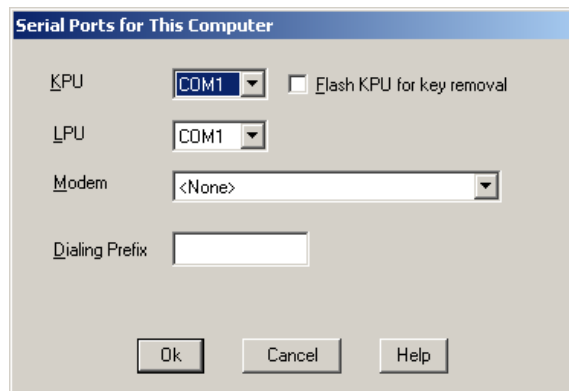 Serial Ports for This Computer
KPU COM1 Flash KPU for key removal
LPU COM1
Modem <None>
Dialing Prefix
Ok Cancel Help